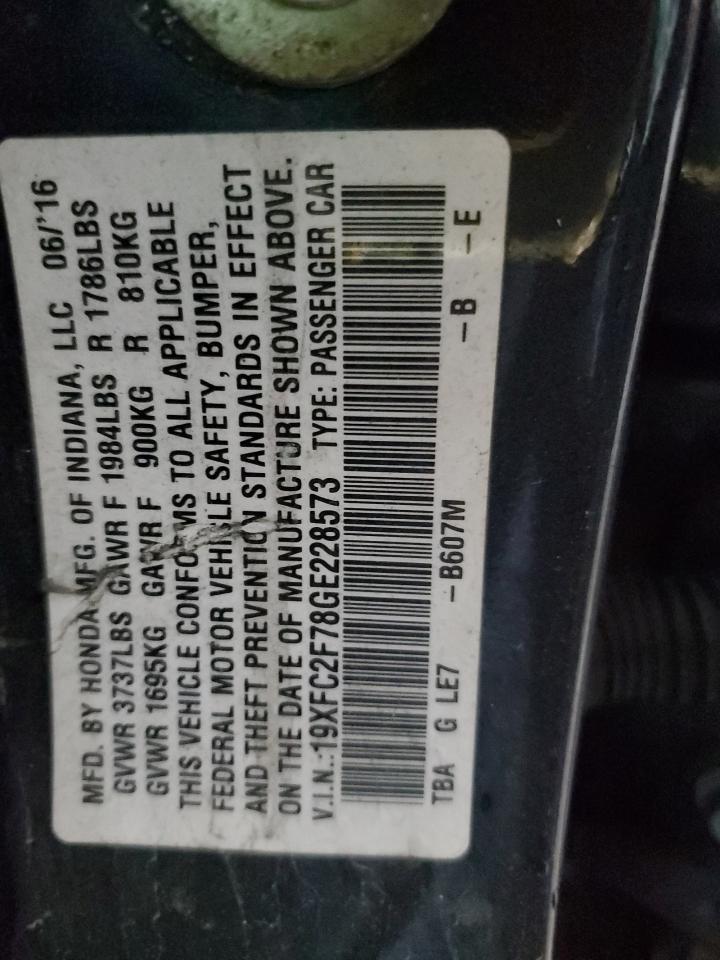 MFD. BY HONDA MFG. OF INDIANA, LLC 06/'16
GVWR 3737LBS GAWR F 1984LBS R 1786LBS
GVWR 1695KG GAWR F 900KG R 810KG
THIS VEHICLE CONFORMS TO ALL APPLICABLE
FEDERAL MOTOR VEHICLE SAFETY, BUMPER,
AND THEFT PREVENTION STANDARDS IN EFFECT
ON THE DATE OF MANUFACTURE SHOWN ABOVE.
V.I.N.:19XFC2F78GE228573 TYPE: PASSENGER CAR
TBA G LE7 -B607M -B -E